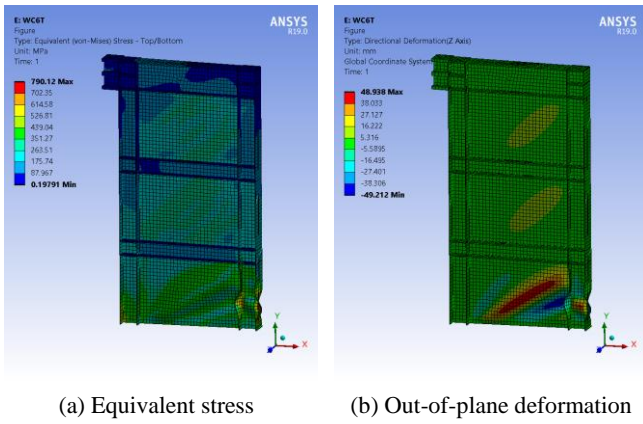 E: WC6T
Figure
Type: Equivalent (von-Mises) Stress - Top/Bottom
Unit: MPa
Time: 1
790.12 Max
702.35
614.58
526.81
439.04
351.27
263.51
175.74
87.967
0.19791 Min
ANSYS
R19.0
Y
X
(a) Equivalent stress
E: WC6T
Figure
Type: Directional Deformation(Z Axis)
Unit: mm
Global Coordinate System
Time: 1
48.938 Max
38.033
27.127
16.222
5.316
-5.5895
-16.495
-27.401
-38.306
-49.212 Min
ANSYS
R19.0
Y
X
(b) Out-of-plane deformation